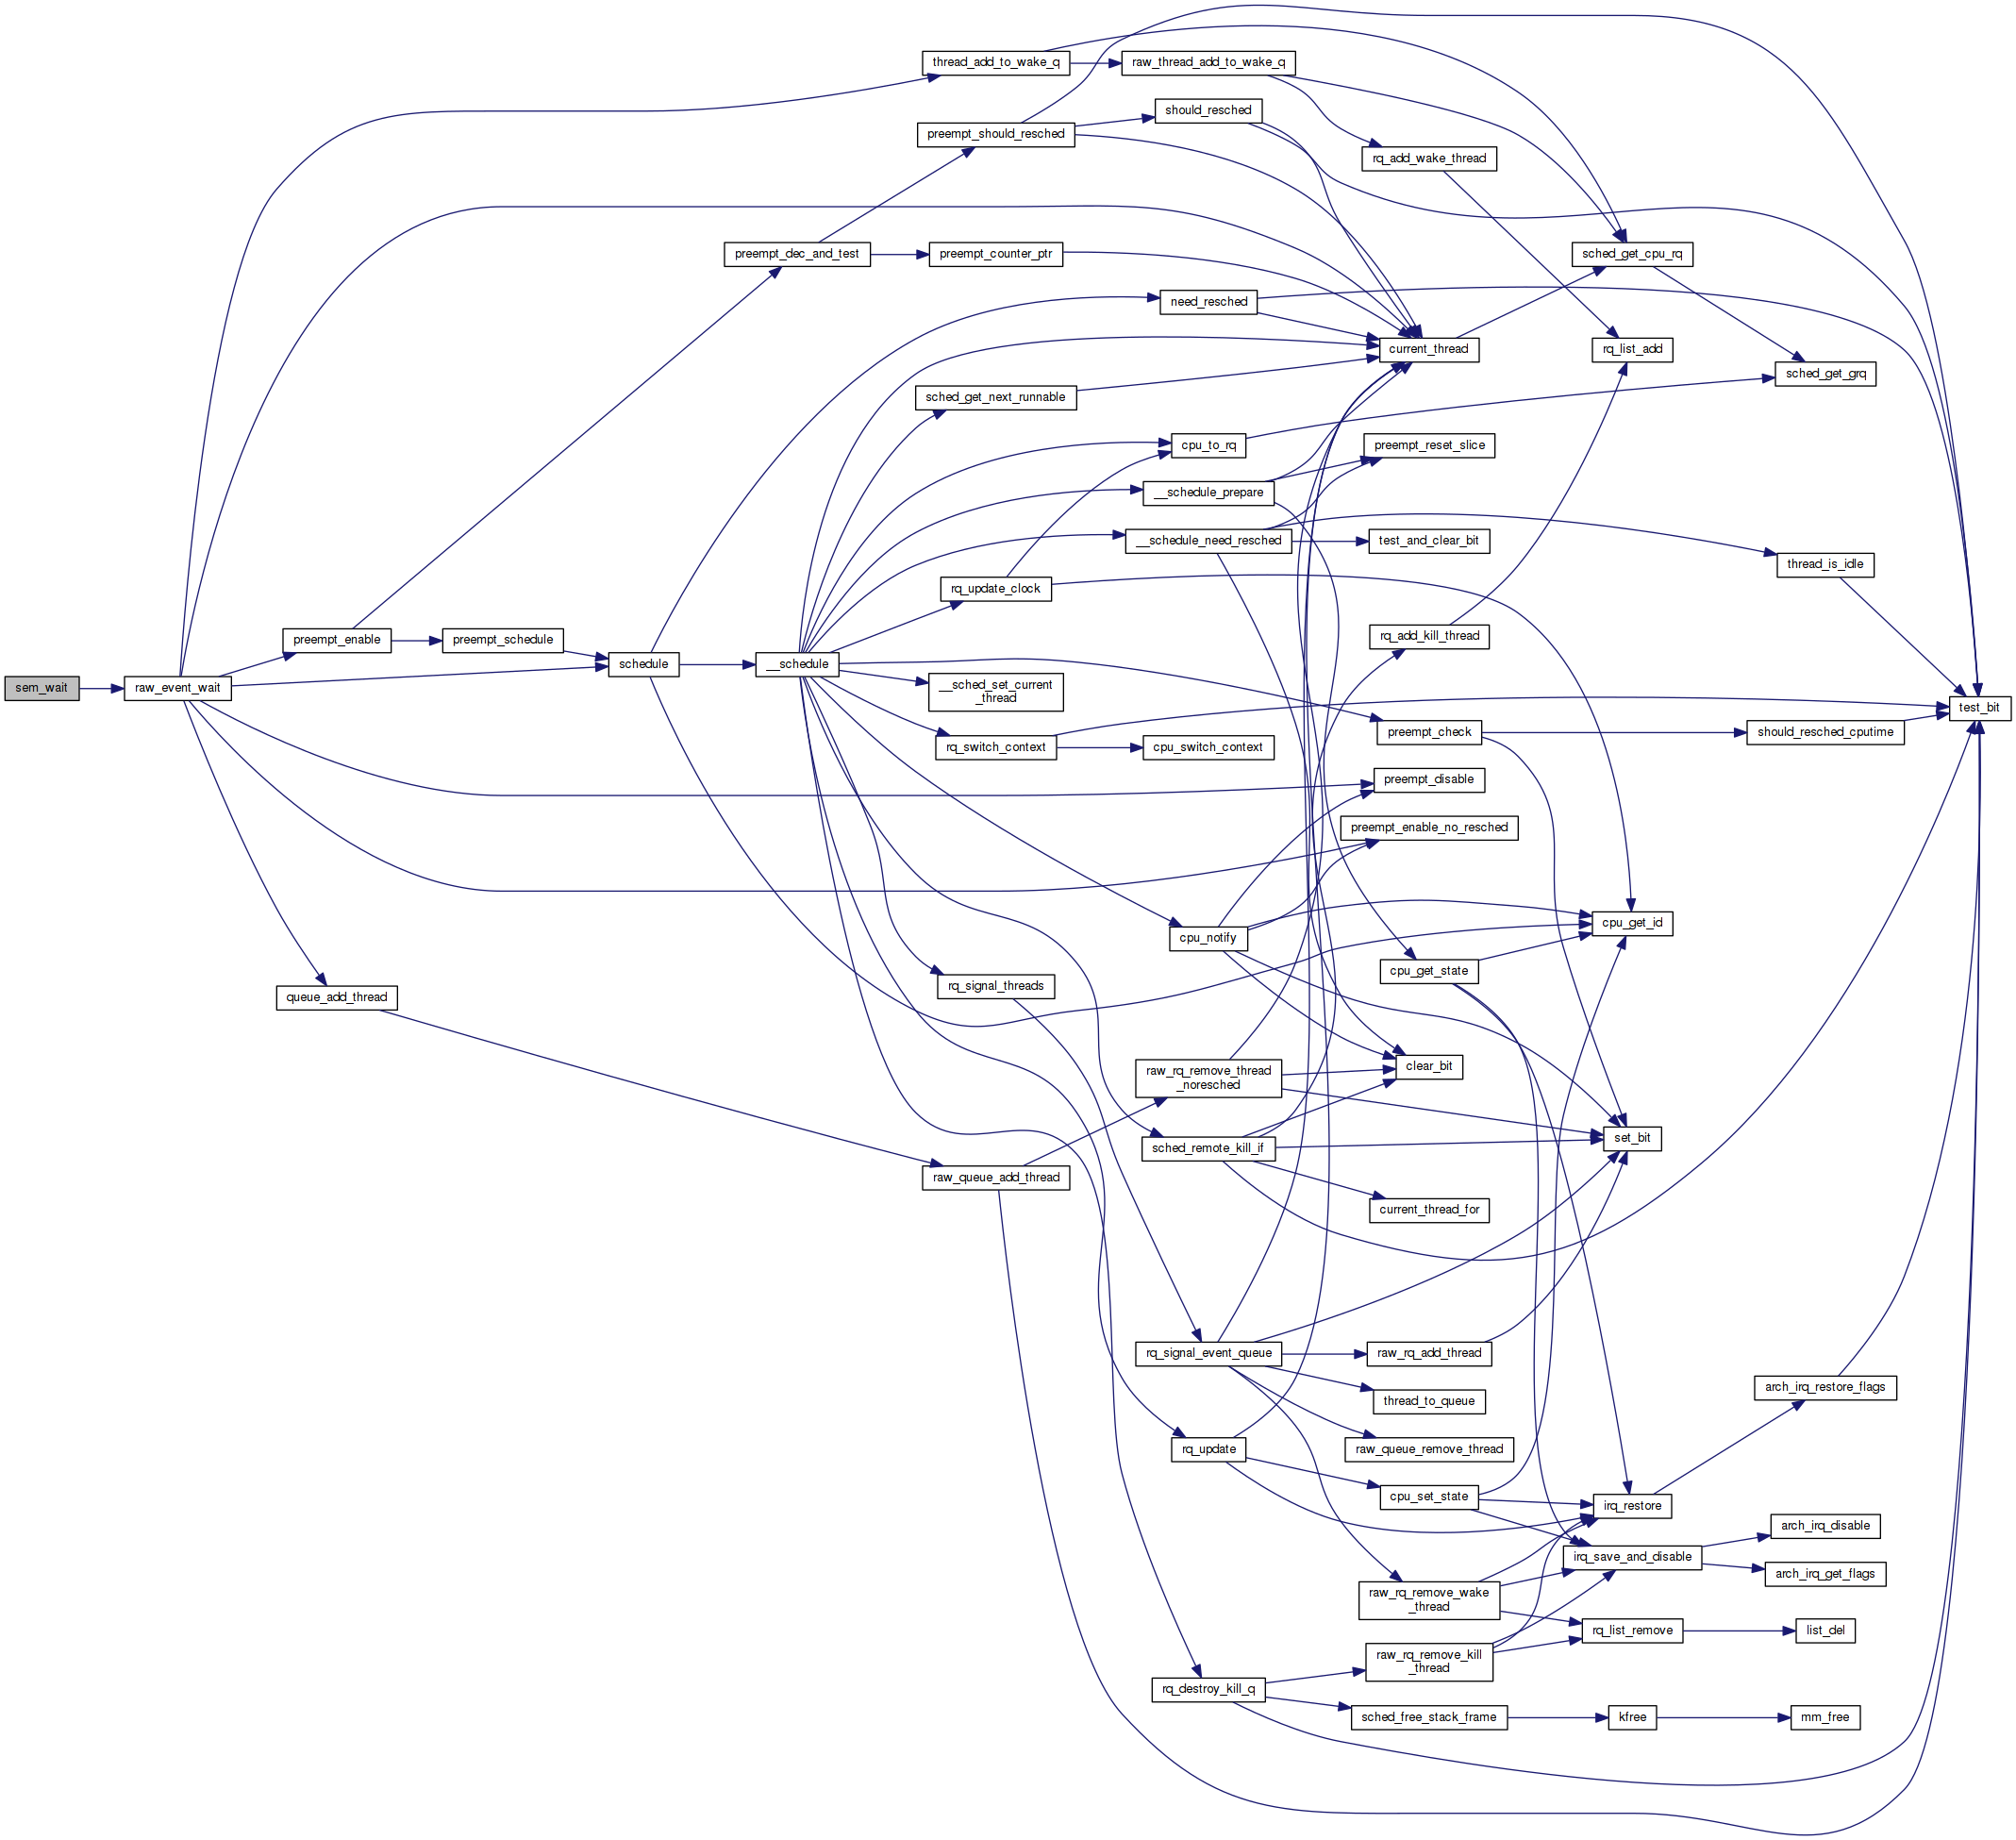 thread_add_to_wake_q
raw_thread_add_to_wake_q
should_resched
preempt_should_resched
rq_add_wake_thread
preempt_dec_and_test
preempt_counter_ptr
sched_get_cpu_rq
need_resched
current_thread
rq_list_add
sched_get_grq
sched_get_next_runnable
cpu_to_rq
preempt_reset_slice
__schedule_prepare
__schedule_need_resched
test_and_clear_bit
thread_is_idle
rq_update_clock
preempt_enable
preempt_schedule
rq_add_kill_thread
schedule
__schedule
sem_wait
raw_event_wait
__sched_set_current
_thread
test_bit
preempt_check
should_resched_cputime
rq_switch_context
cpu_switch_context
preempt_disable
preempt_enable_no_resched
cpu_notify
cpu_get_id
cpu_get_state
queue_add_thread
rq_signal_threads
clear_bit
raw_rq_remove_thread
_noresched
set_bit
sched_remote_kill_if
raw_queue_add_thread
current_thread_for
rq_signal_event_queue
raw_rq_add_thread
arch_irq_restore_flags
thread_to_queue
rq_update
raw_queue_remove_thread
cpu_set_state
irq_restore
arch_irq_disable
irq_save_and_disable
arch_irq_get_flags
raw_rq_remove_wake
_thread
rq_list_remove
list_del
raw_rq_remove_kill
_thread
rq_destroy_kill_q
sched_free_stack_frame
kfree
mm_free